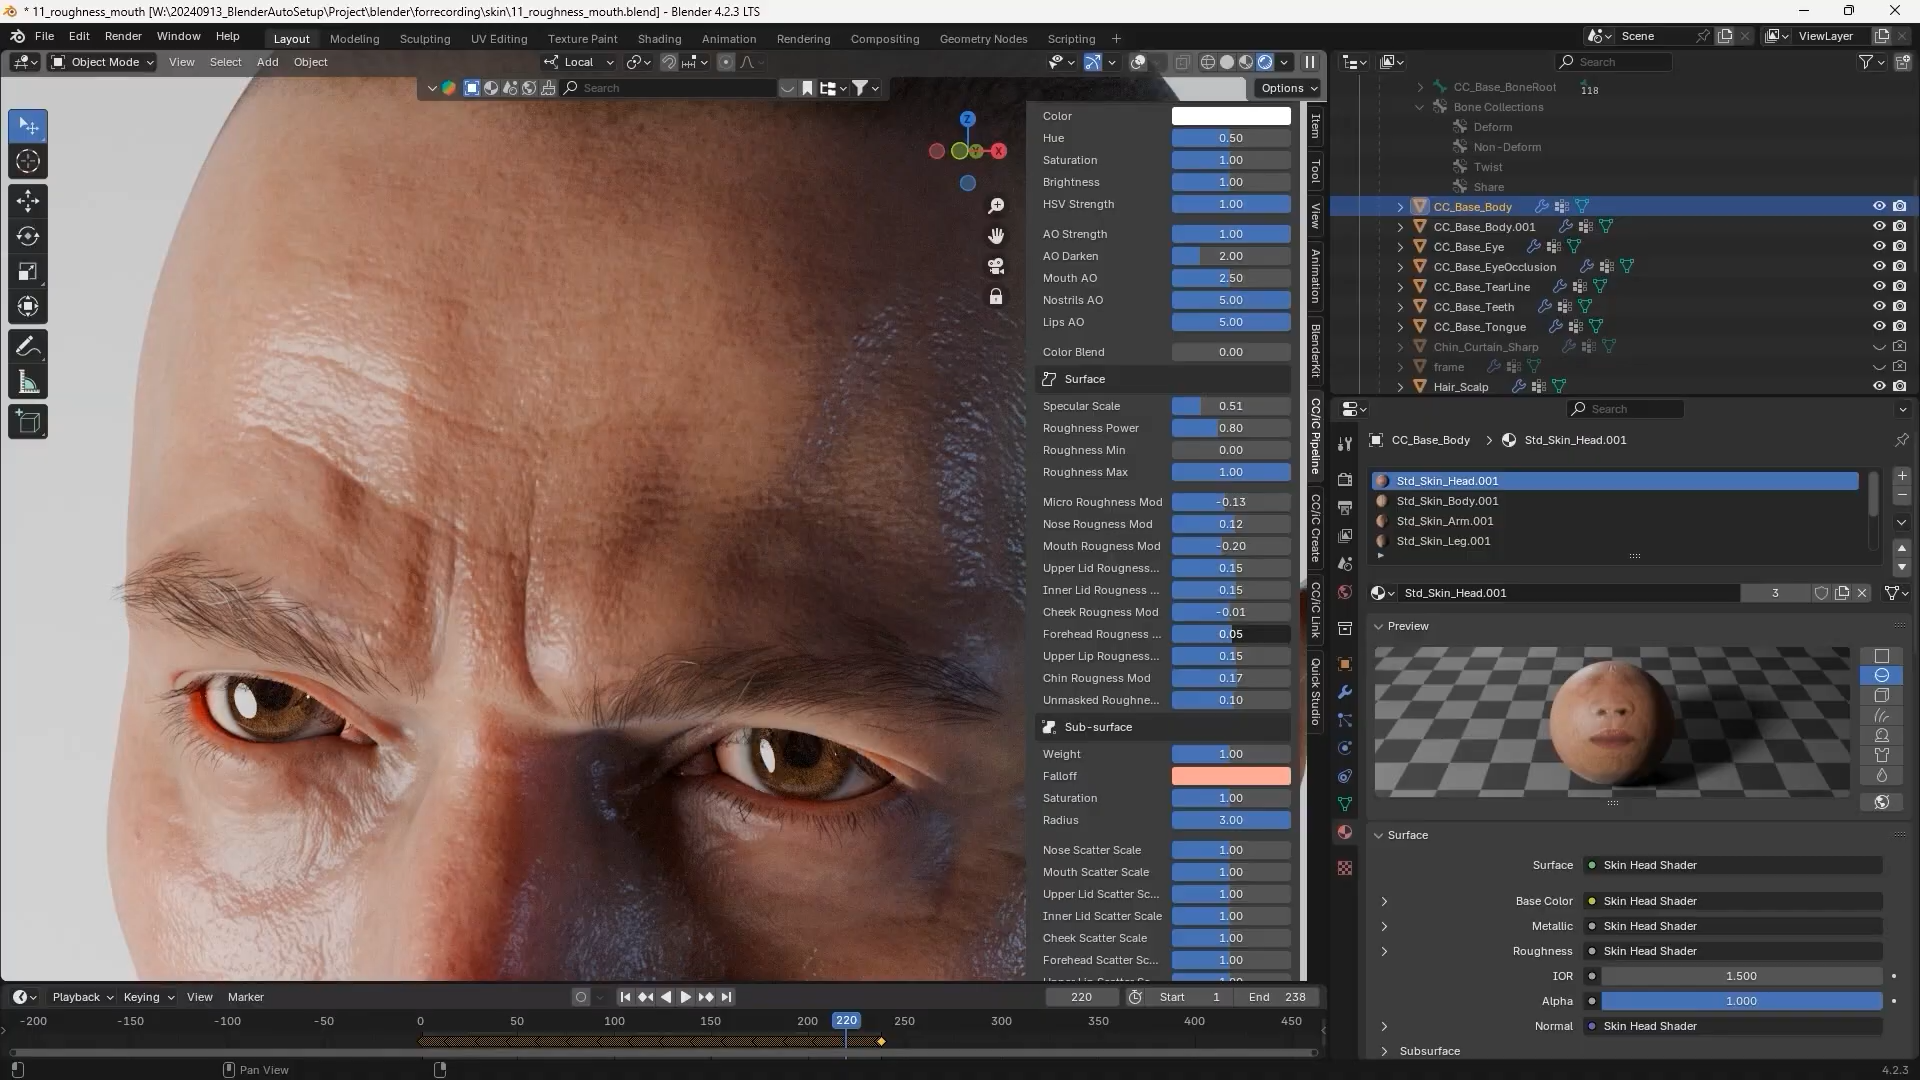 * 11_roughness_mouth [W:\20240913_BlenderAutoSetup\Project\blender\forrecording\skin\11_roughness_mouth.blend] - Blender 4.2.3 LTS
File Edit Render Window Help Layout Modeling Sculpting UV Editing Texture Paint Shading Animation Rendering Compositing Geometry Nodes Scripting + Scene ViewLayer
Object Mode View Select Add Object Local Search
Search Options
CC_Base_BoneRoot 118
Bone Collections
Deform
Non-Deform
Twist
Share
CC_Base_Body
CC_Base_Body.001
CC_Base_Eye
CC_Base_EyeOcclusion
CC_Base_TearLine
CC_Base_Teeth
CC_Base_Tongue
Chin_Curtain_Sharp
frame
Hair_Scalp
Z
Y
X
Color
Hue 0.50
Saturation 1.00
Brightness 1.00
HSV Strength 1.00
AO Strength 1.00
AO Darken 2.00
Mouth AO 2.50
Nostrils AO 5.00
Lips AO 5.00
Color Blend 0.00
Surface
Specular Scale 0.51
Roughness Power 0.80
Roughness Min 0.00
Roughness Max 1.00
Micro Roughness Mod -0.13
Nose Rougness Mod 0.12
Mouth Rougness Mod -0.20
Upper Lid Rougness... 0.15
Inner Lid Rougness ... 0.15
Cheek Rougness Mod -0.01
Forehead Rougness ... 0.05
Upper Lip Rougness... 0.15
Chin Rougness Mod 0.17
Unmasked Roughne... 0.10
Sub-surface
Weight 1.00
Falloff
Saturation 1.00
Radius 3.00
Nose Scatter Scale 1.00
Mouth Scatter Scale 1.00
Upper Lid Scatter Sc... 1.00
Inner Lid Scatter Scale 1.00
Cheek Scatter Scale 1.00
Forehead Scatter Sc... 1.00
Item
Tool
View
Animation
BlenderKit
CC/iC Pipeline
CC/iC Create
CC/iC Link
Quick Studio
Search
CC_Base_Body > Std_Skin_Head.001
Std_Skin_Head.001
Std_Skin_Body.001
Std_Skin_Arm.001
Std_Skin_Leg.001
Std_Skin_Head.001 3
Preview
Surface
Surface Skin Head Shader
Base Color Skin Head Shader
Metallic Skin Head Shader
Roughness Skin Head Shader
IOR 1.500
Alpha 1.000
Normal Skin Head Shader
Subsurface
Playback Keying View Marker 220 Start 1 End 238
-200 -150 -100 -50 0 50 100 150 200 220 250 300 350 400 450
Pan View 4.2.3